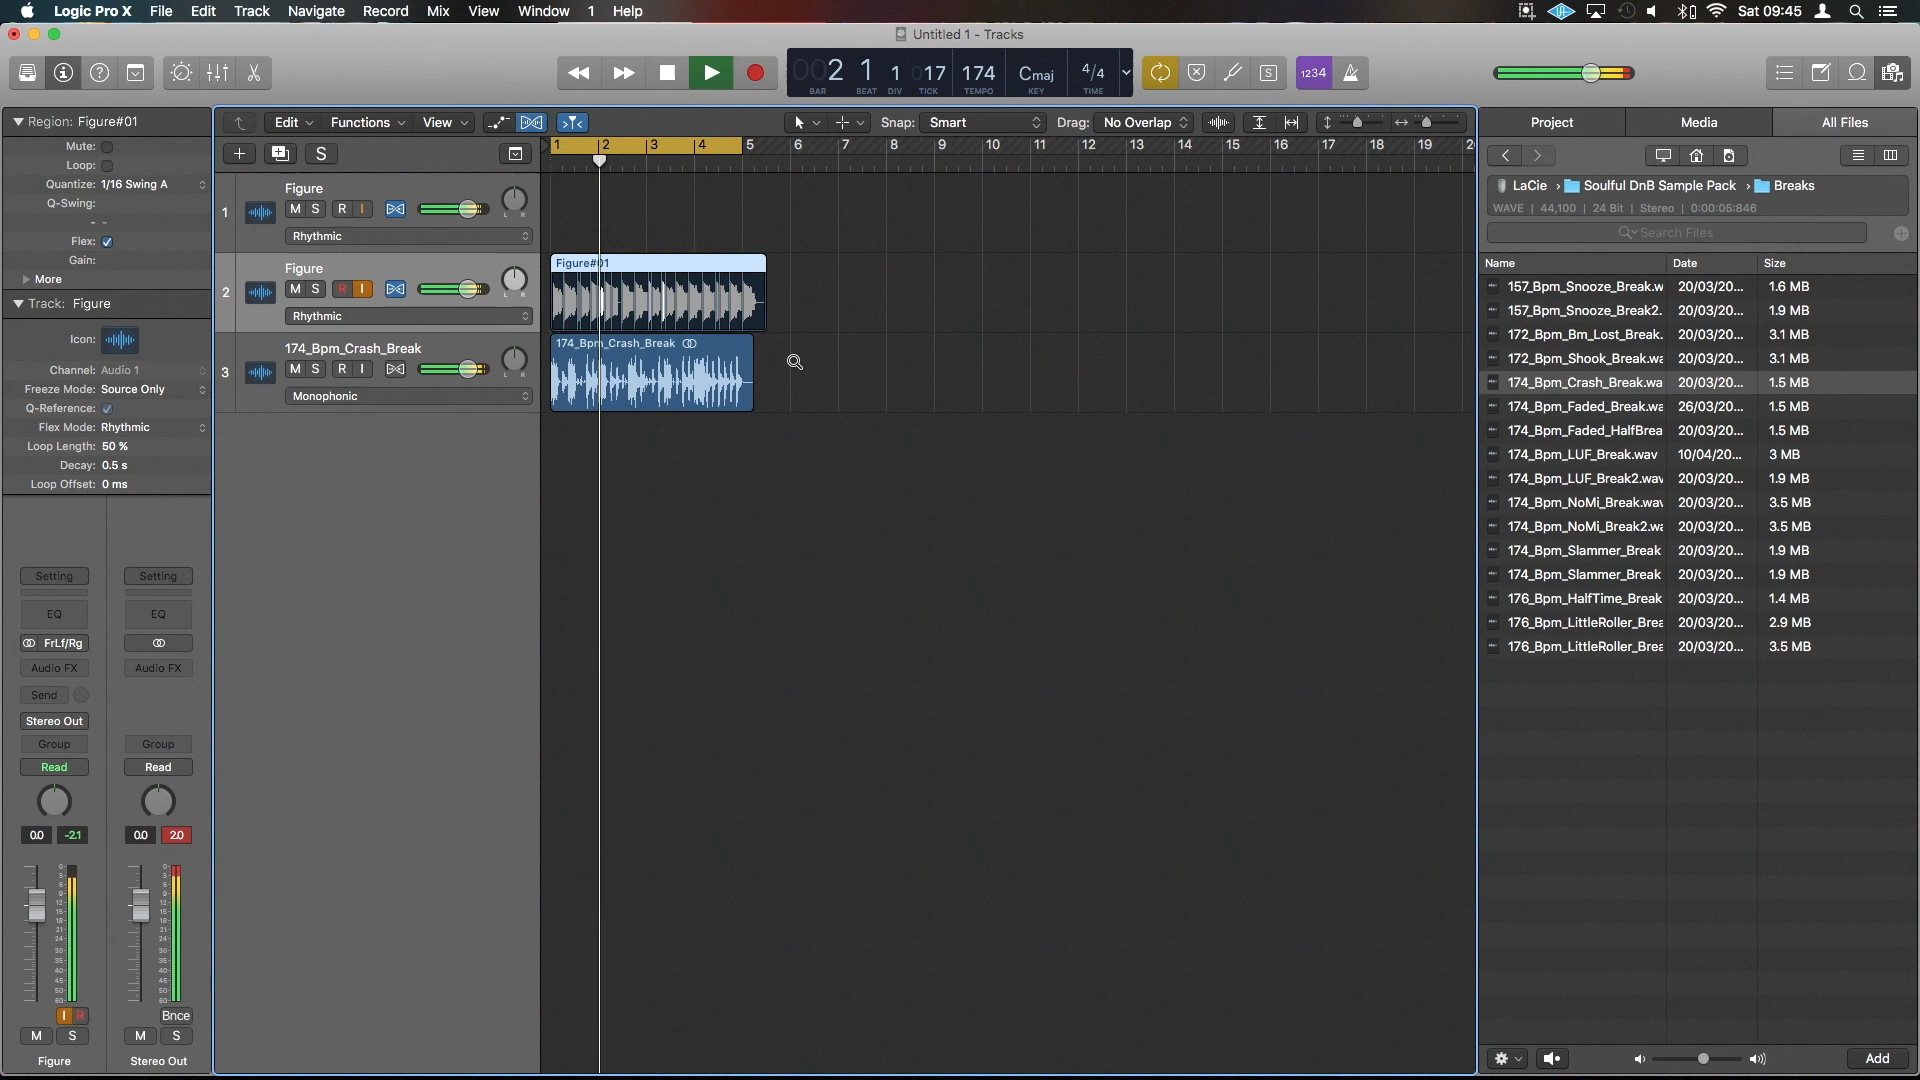 Logic Pro X File Edit Track Navigate Record Mix View Window 1 Help Sat 09:45
Untitled 1 - Tracks
002 1 1 017 174 Cmaj 4/4
BAR BEAT DIV TICK TEMPO KEY TIME
1234 S
Region: Figure#01
Mute:
Loop:
Quantize: 1/16 Swing A
Q-Swing:
- -
Flex:
Gain:
More
Track: Figure
Icon:
Channel: Audio 1
Freeze Mode: Source Only
Q-Reference:
Flex Mode: Rhythmic
Loop Length: 50 %
Decay: 0.5 s
Loop Offset: 0 ms
Setting Setting
EQ EQ
FrLf/Rg
Audio FX Audio FX
Send
Stereo Out
Group Group
Read Read
0.0 -2.1 0.0 2.0
I R Bnce
M S M S
Figure Stereo Out
Edit Functions View Snap: Smart Drag: No Overlap
S
1 2 3 4 5 6 7 8 9 10 11 12 13 14 15 16 17 18 19 2
1 Figure
M S R I L R
Rhythmic
2 Figure
M S R I L R
Rhythmic
3 174_Bpm_Crash_Break
M S R I L R
Monophonic
Figure#01
174_Bpm_Crash_Break
Project Media All Files
LaCie › Soulful DnB Sample Pack › Breaks
WAVE | 44,100 | 24 Bit | Stereo | 0:00:05:846
Search Files
Name Date Size
157_Bpm_Snooze_Break.w 20/03/20... 1.6 MB
157_Bpm_Snooze_Break2. 20/03/20... 1.9 MB
172_Bpm_Bm_Lost_Break. 20/03/20... 3.1 MB
172_Bpm_Shook_Break.wa 20/03/20... 3.1 MB
174_Bpm_Crash_Break.wa 20/03/20... 1.5 MB
174_Bpm_Faded_Break.wa 26/03/20... 1.5 MB
174_Bpm_Faded_HalfBrea 20/03/20... 1.5 MB
174_Bpm_LUF_Break.wav 10/04/20... 3 MB
174_Bpm_LUF_Break2.wav 20/03/20... 1.9 MB
174_Bpm_NoMi_Break.wav 20/03/20... 3.5 MB
174_Bpm_NoMi_Break2.wa 20/03/20... 3.5 MB
174_Bpm_Slammer_Break 20/03/20... 1.9 MB
174_Bpm_Slammer_Break 20/03/20... 1.9 MB
176_Bpm_HalfTime_Break 20/03/20... 1.4 MB
176_Bpm_LittleRoller_Brea 20/03/20... 2.9 MB
176_Bpm_LittleRoller_Brea 20/03/20... 3.5 MB
Add